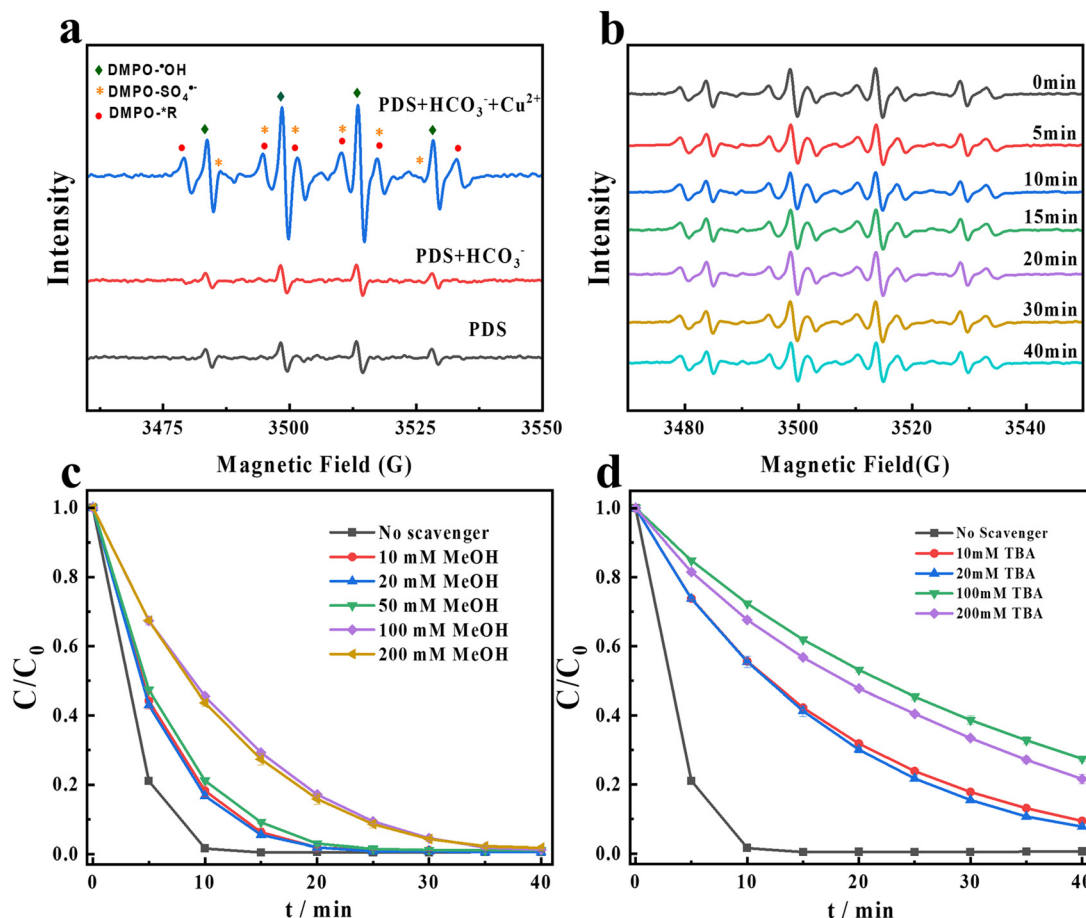 a
♦ DMPO-•OH
* DMPO-SO₄•⁻
● DMPO-*R
PDS+HCO₃⁻+Cu²⁺
PDS+HCO₃⁻
PDS
Intensity
3475 3500 3525 3550
Magnetic Field (G)
b
0min
5min
10min
15min
20min
30min
40min
Intensity
3480 3500 3520 3540
Magnetic Field(G)
c
No scavenger
10 mM MeOH
20 mM MeOH
50 mM MeOH
100 mM MeOH
200 mM MeOH
C/C₀
1.0
0.8
0.6
0.4
0.2
0.0
0 10 20 30 40
t / min
d
No Scavenger
10mM TBA
20mM TBA
100mM TBA
200mM TBA
C/C₀
1.0
0.8
0.6
0.4
0.2
0.0
0 10 20 30 40
t / min